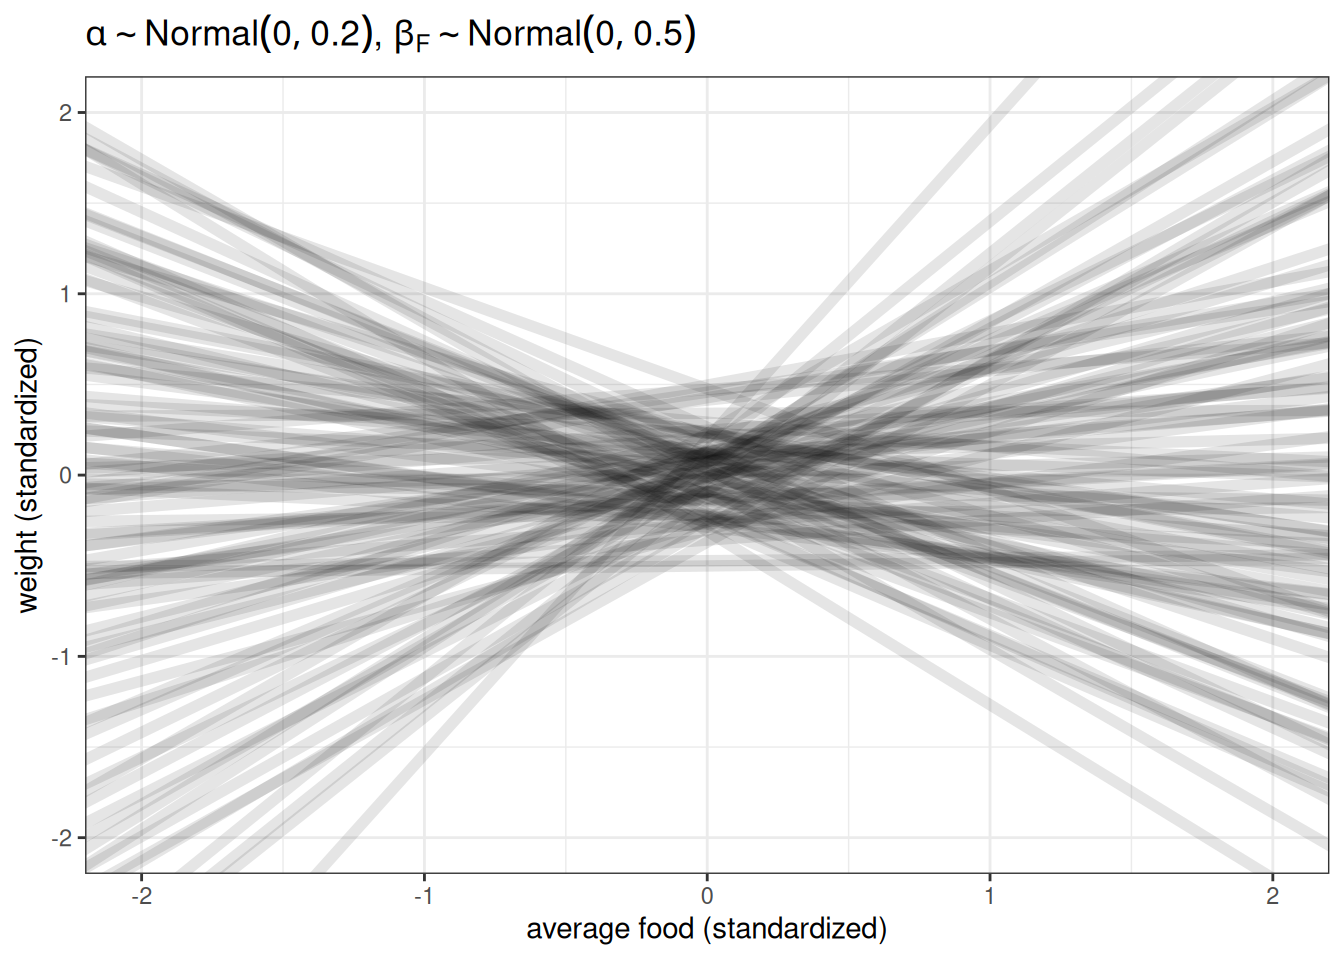 α ~ Normal(0, 0.2), β_F ~ Normal(0, 0.5)
2
1
0
-1
-2
weight (standardized)
-2 -1 0 1 2
average food (standardized)